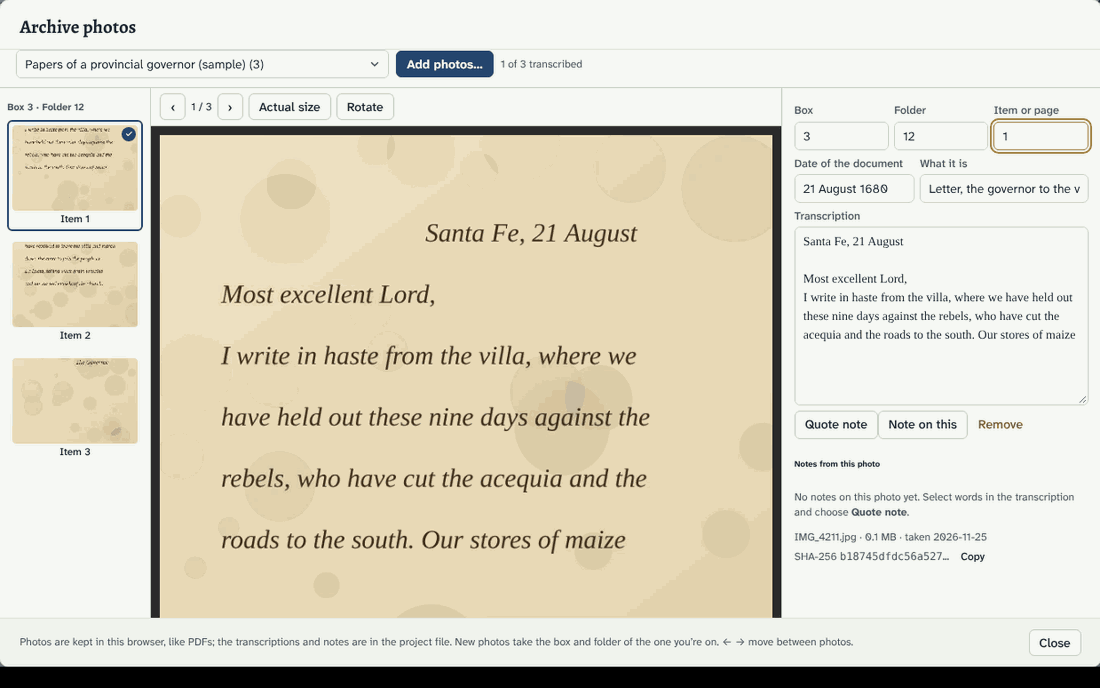 Archive photos
Papers of a provincial governor (sample) (3)
Add photos…
1 of 3 transcribed
Box 3 · Folder 12
Item 1
Item 2
Item 3
‹
1 / 3
›
Actual size
Rotate
Santa Fe, 21 August
Most excellent Lord,
I write in haste from the villa, where we
have held out these nine days against the
rebels, who have cut the acequia and the
roads to the south. Our stores of maize
Box
Folder
Item or page
3
12
1
Date of the document
What it is
21 August 1680
Letter, the governor to the v
Transcription
Santa Fe, 21 August
Most excellent Lord,
I write in haste from the villa, where we have held out
these nine days against the rebels, who have cut the
acequia and the roads to the south. Our stores of maize
Quote note
Note on this
Remove
Notes from this photo
No notes on this photo yet. Select words in the transcription
and choose Quote note.
IMG_4211.jpg · 0.1 MB · taken 2026-11-25
SHA-256 b18745dfdc56a527…
Copy
Photos are kept in this browser, like PDFs; the transcriptions and notes are in the project file. New photos take the box and folder of the one you're on. ← → move between photos.
Close